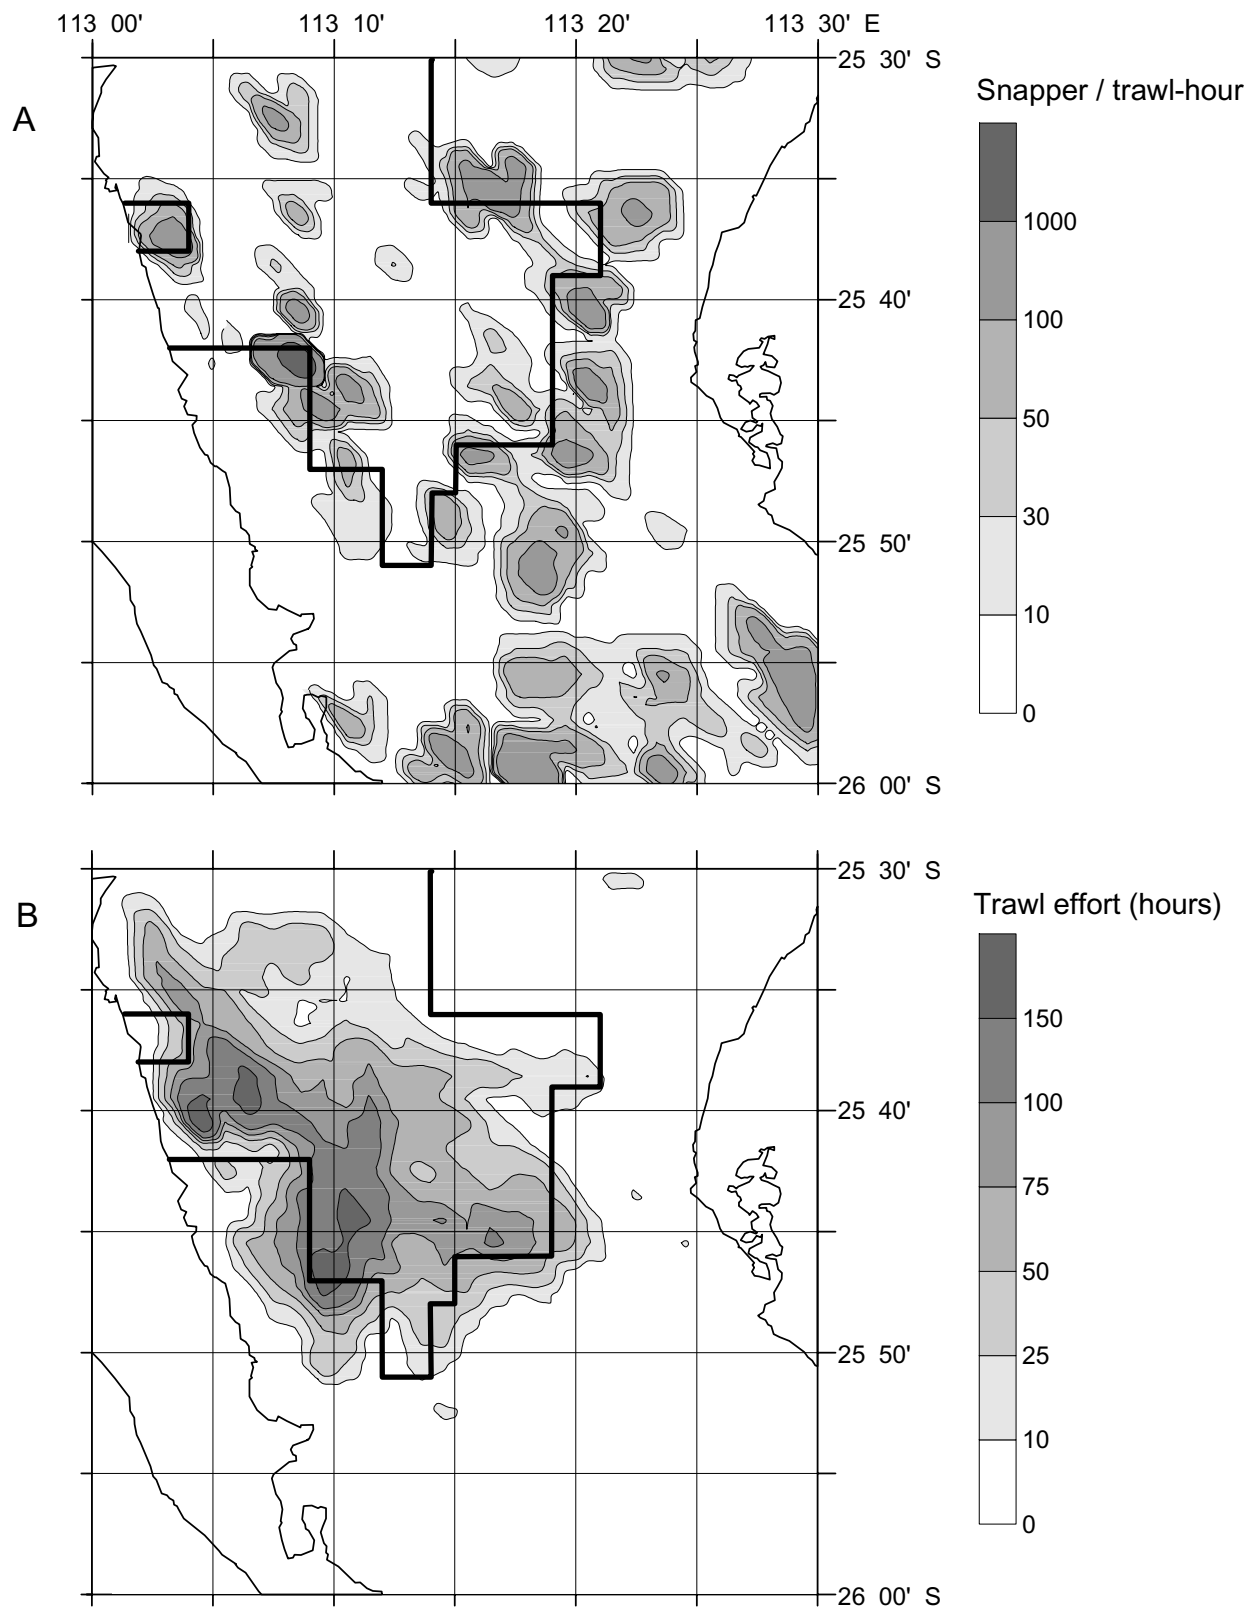 113 00' 113 10' 113 20' 113 30' E
25 30' S
A
Snapper / trawl-hour
1000
25 40'
100
50
30
25 50'
10
0
26 00' S
25 30' S
B
Trawl effort (hours)
150
100
25 40'
75
50
25
25 50'
10
0
26 00' S